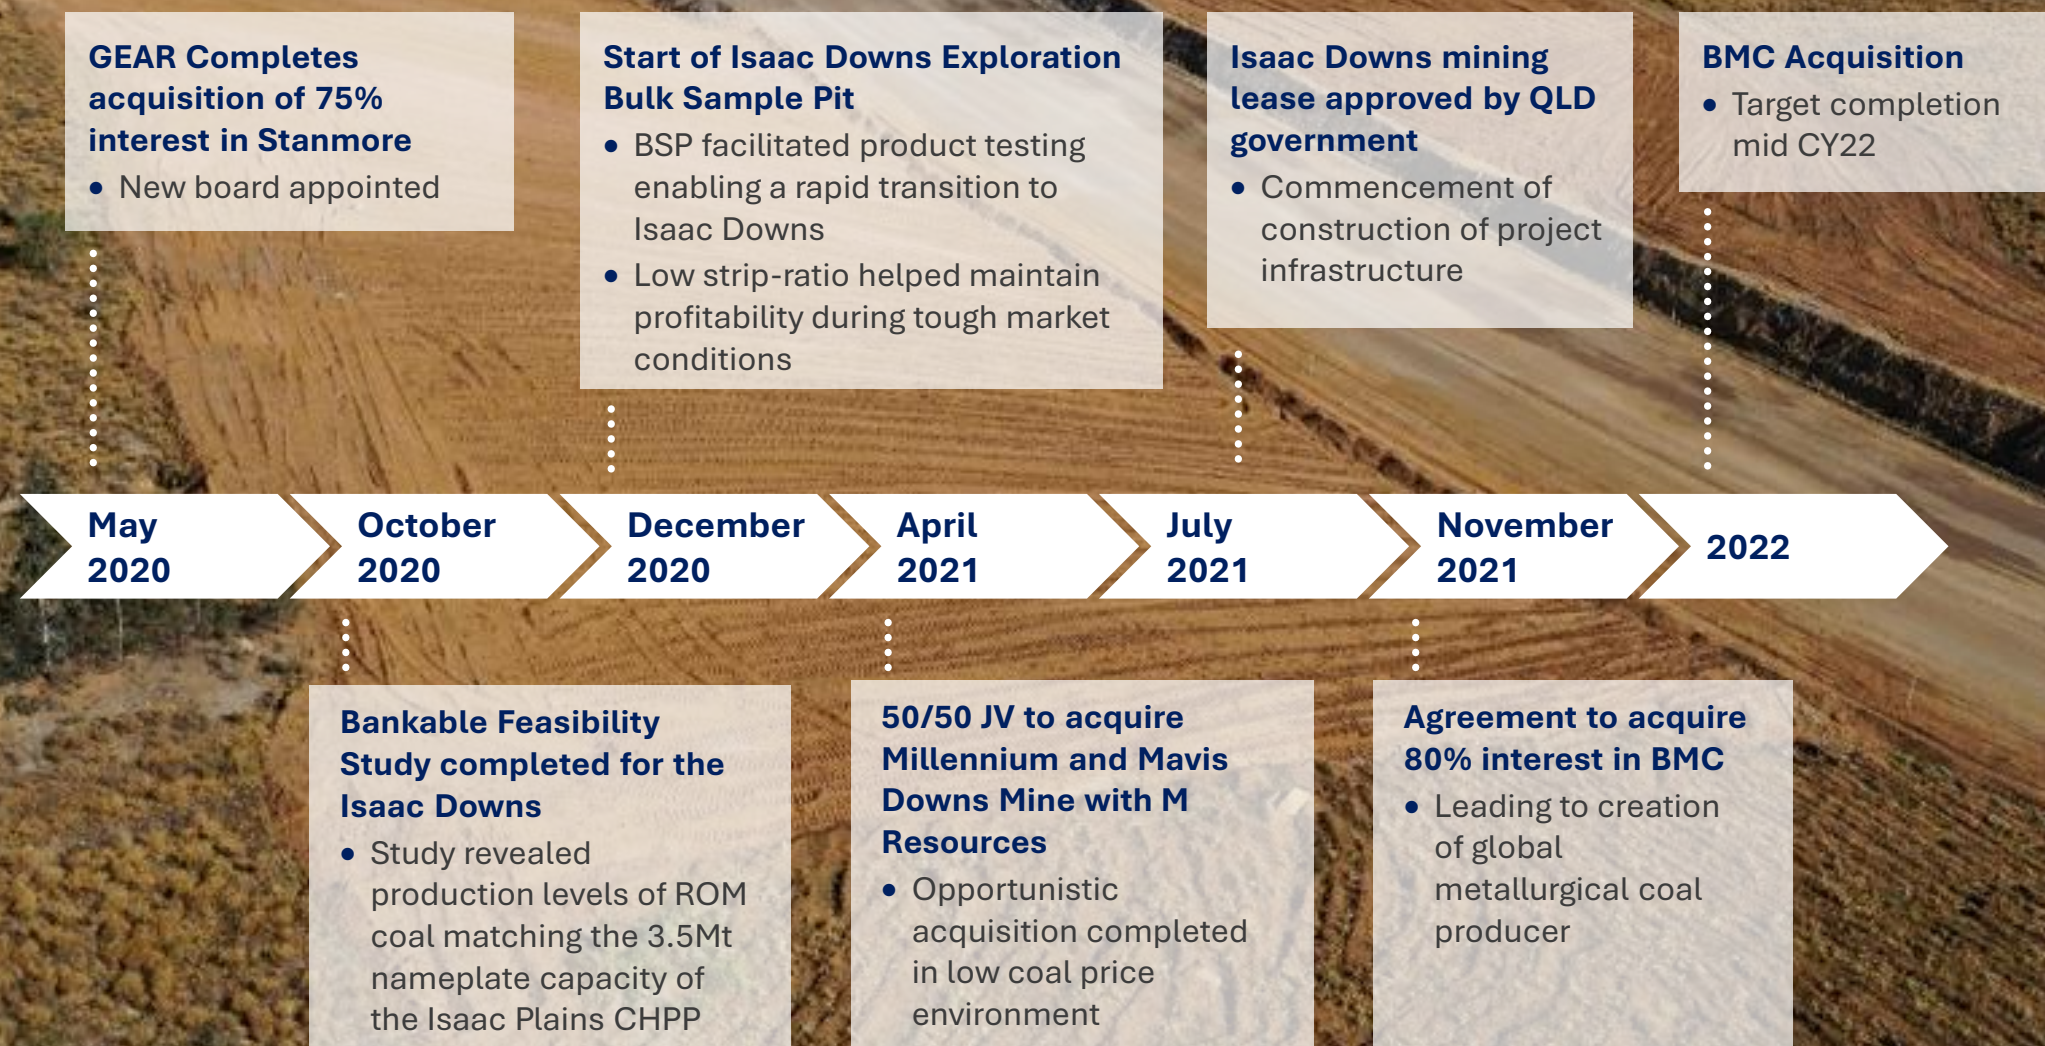 GEAR Completes
acquisition of 75%
interest in Stanmore
• New board appointed
Start of Isaac Downs Exploration
Bulk Sample Pit
• BSP facilitated product testing
enabling a rapid transition to
Isaac Downs
• Low strip-ratio helped maintain
profitability during tough market
conditions
Isaac Downs mining
lease approved by QLD
government
• Commencement of
construction of project
infrastructure
BMC Acquisition
• Target completion
mid CY22
May
2020
October
2020
December
2020
April
2021
July
2021
November
2021
2022
Bankable Feasibility
Study completed for the
Isaac Downs
• Study revealed
production levels of ROM
coal matching the 3.5Mt
nameplate capacity of
the Isaac Plains CHPP
50/50 JV to acquire
Millennium and Mavis
Downs Mine with M
Resources
• Opportunistic
acquisition completed
in low coal price
environment
Agreement to acquire
80% interest in BMC
• Leading to creation
of global
metallurgical coal
producer